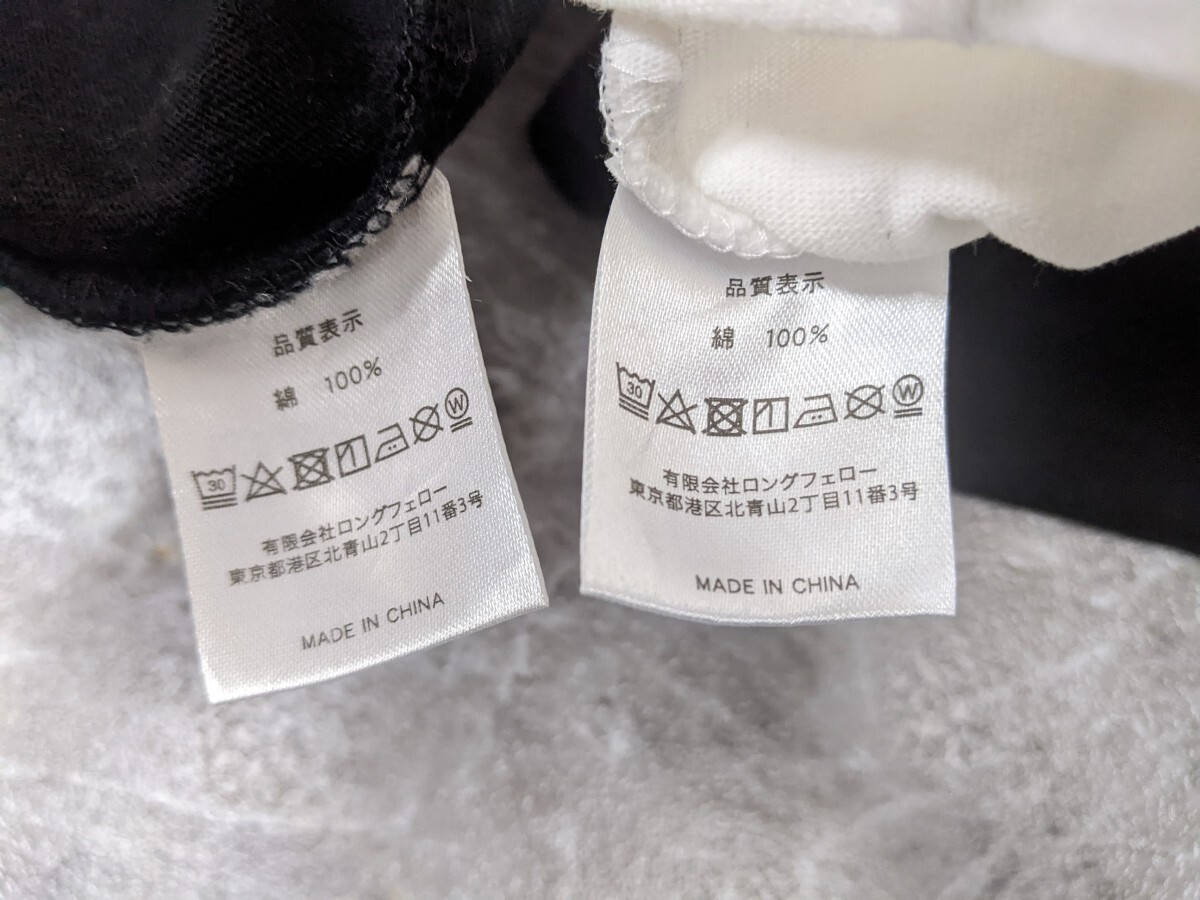 品質表示
綿 100%
30
W
有限会社ロングフェロー
東京都港区北青山2丁目11番3号
MADE IN CHINA
品質表示
綿 100%
30
W
有限会社ロングフェロー
東京都港区北青山2丁目11番3号
MADE IN CHINA